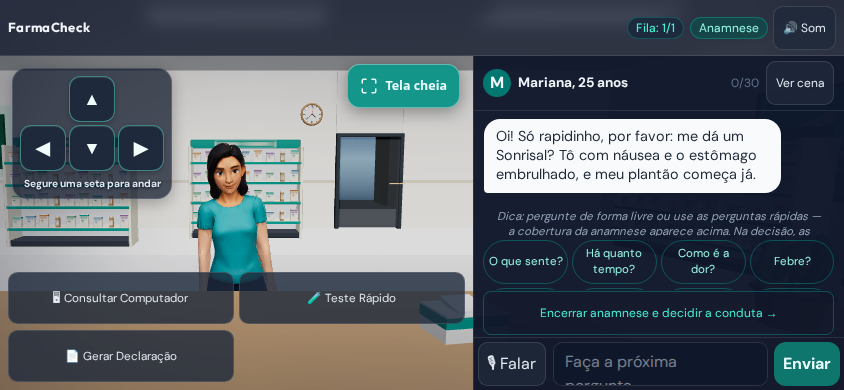 FarmaCheck
Fila: 1/1
Anamnese
🔊 Som
▲
◀ ▼ ▶
Segure uma seta para andar
Tela cheia
🖥 Consultar Computador
🧪 Teste Rápido
📄 Gerar Declaração
M
Mariana, 25 anos
0/30
Ver cena
Oi! Só rapidinho, por favor: me dá um
Sonrisal? Tô com náusea e o estômago
embrulhado, e meu plantão começa já.
Dica: pergunte de forma livre ou use as perguntas rápidas —
a cobertura da anamnese aparece acima. Na decisão, as
O que sente?
Há quanto
tempo?
Como é a
dor?
Febre?
Encerrar anamnese e decidir a conduta →
🎙 Falar
Faça a próxima
pergunta
Enviar